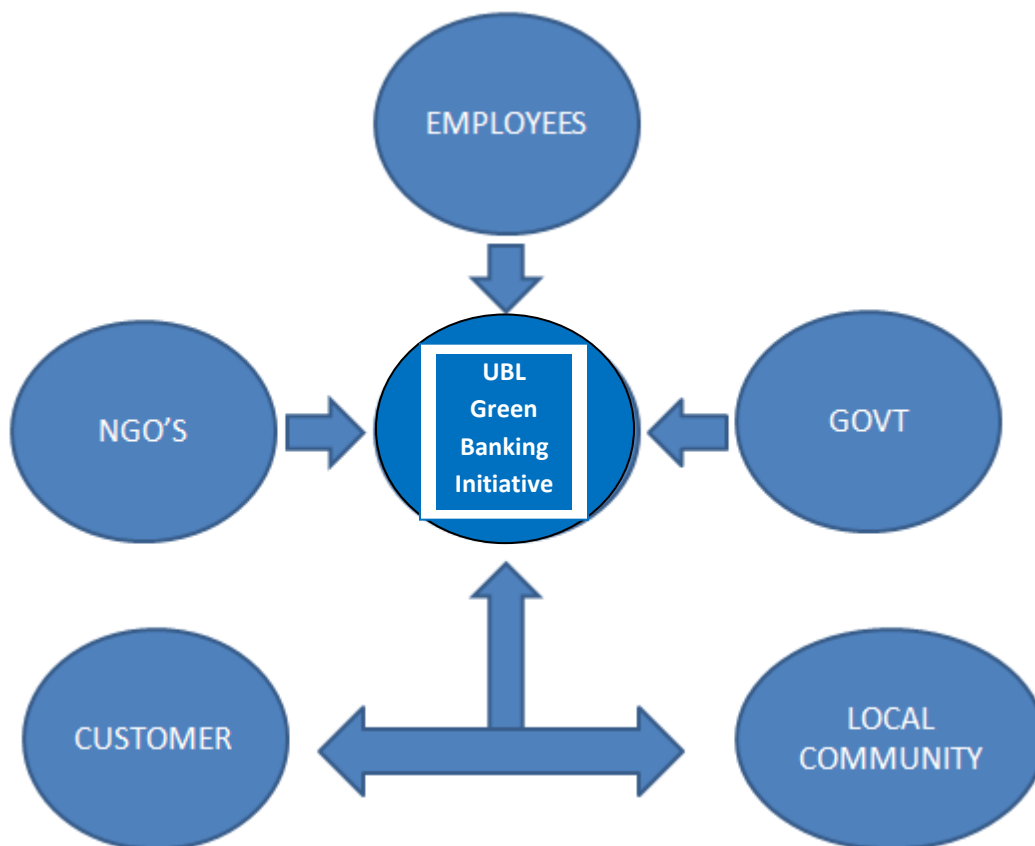 EMPLOYEES
NGO'S
UBL
Green
Banking
Initiative
GOVT
CUSTOMER
LOCAL
COMMUNITY